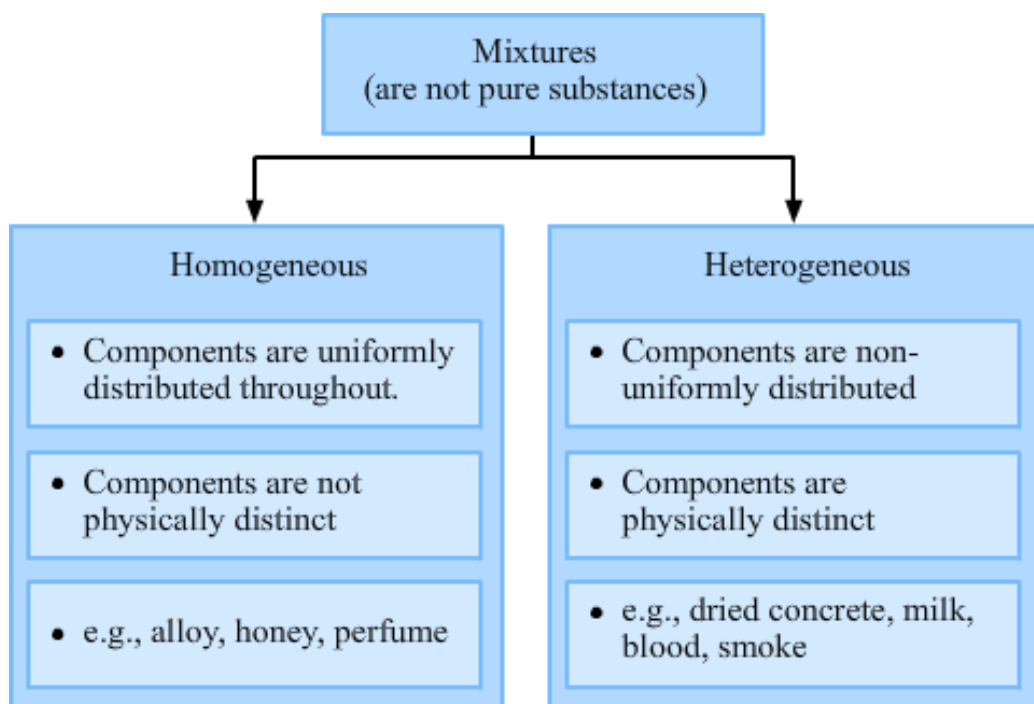 Mixtures
(are not pure substances)
Homogeneous
• Components are uniformly
distributed throughout.
• Components are not
physically distinct
• e.g., alloy, honey, perfume
Heterogeneous
• Components are non-
uniformly distributed
• Components are
physically distinct
• e.g., dried concrete, milk,
blood, smoke